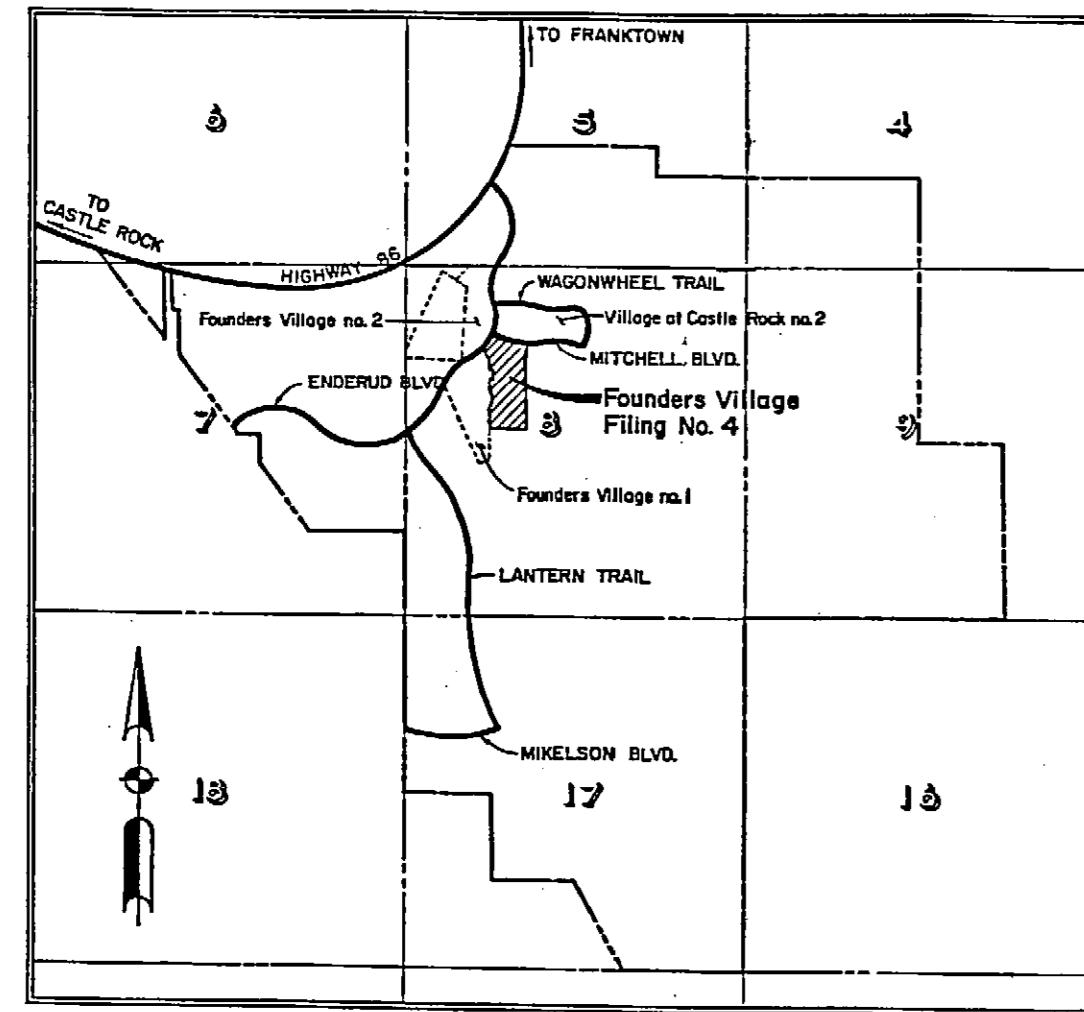 TO FRANKTOWN
6
5
4
TO
CASTLE ROCK
HIGHWAY 86
WAGONWHEEL TRAIL
Founders Village no. 2
Village at Castle Rock no. 2
MITCHELL BLVD.
ENDERUD BLVD.
Founders Village
Filing No. 4
7
8
9
Founders Village no. 1
LANTERN TRAIL
MIKELSON BLVD.
18
17
16